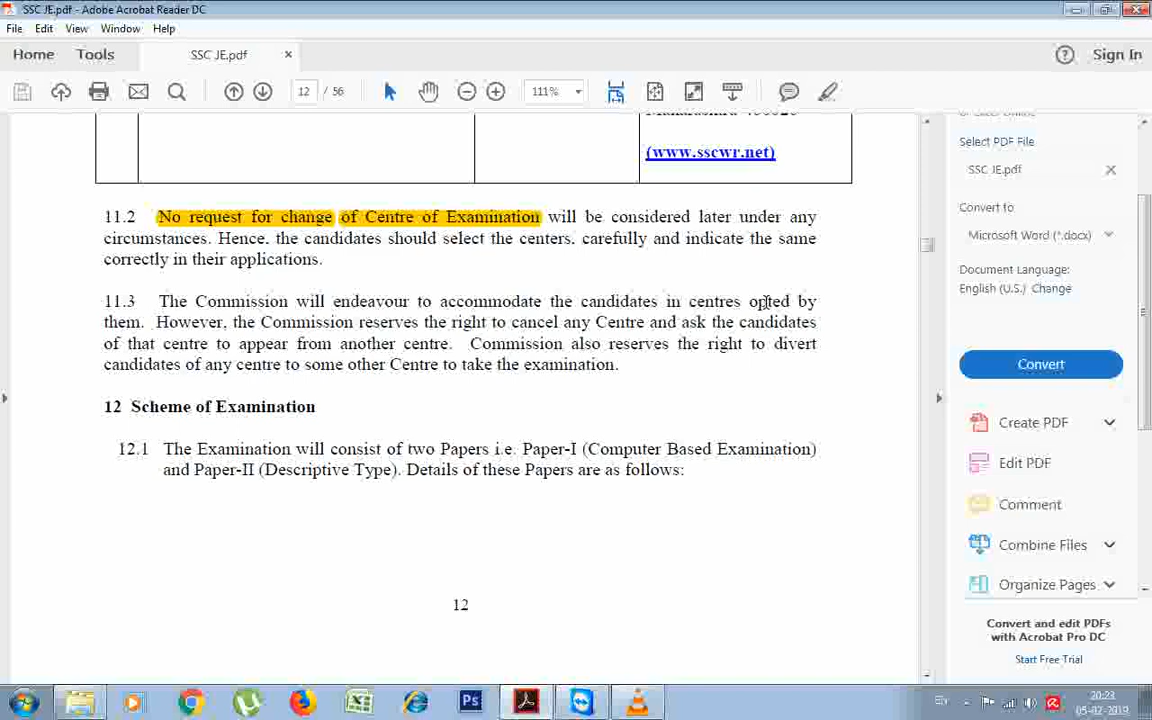 SSC JE.pdf - Adobe Acrobat Reader DC
File Edit View Window Help
Home Tools SSC JE.pdf × Sign In
12 / 56 111%
(www.sscwr.net)
11.2 No request for change of Centre of Examination will be considered later under any
circumstances. Hence, the candidates should select the centers, carefully and indicate the same
correctly in their applications.
11.3 The Commission will endeavour to accommodate the candidates in centres opted by
them. However, the Commission reserves the right to cancel any Centre and ask the candidates
of that centre to appear from another centre. Commission also reserves the right to divert
candidates of any centre to some other Centre to take the examination.
12 Scheme of Examination
12.1 The Examination will consist of two Papers i.e. Paper-I (Computer Based Examination)
and Paper-II (Descriptive Type). Details of these Papers are as follows:
12
Select PDF File
SSC JE.pdf
Convert to
Microsoft Word (*.docx)
Document Language:
English (U.S.) Change
Convert
Create PDF
Edit PDF
Comment
Combine Files
Organize Pages
Convert and edit PDFs
with Acrobat Pro DC
Start Free Trial
Ps
EN
20:23
05-02-2019